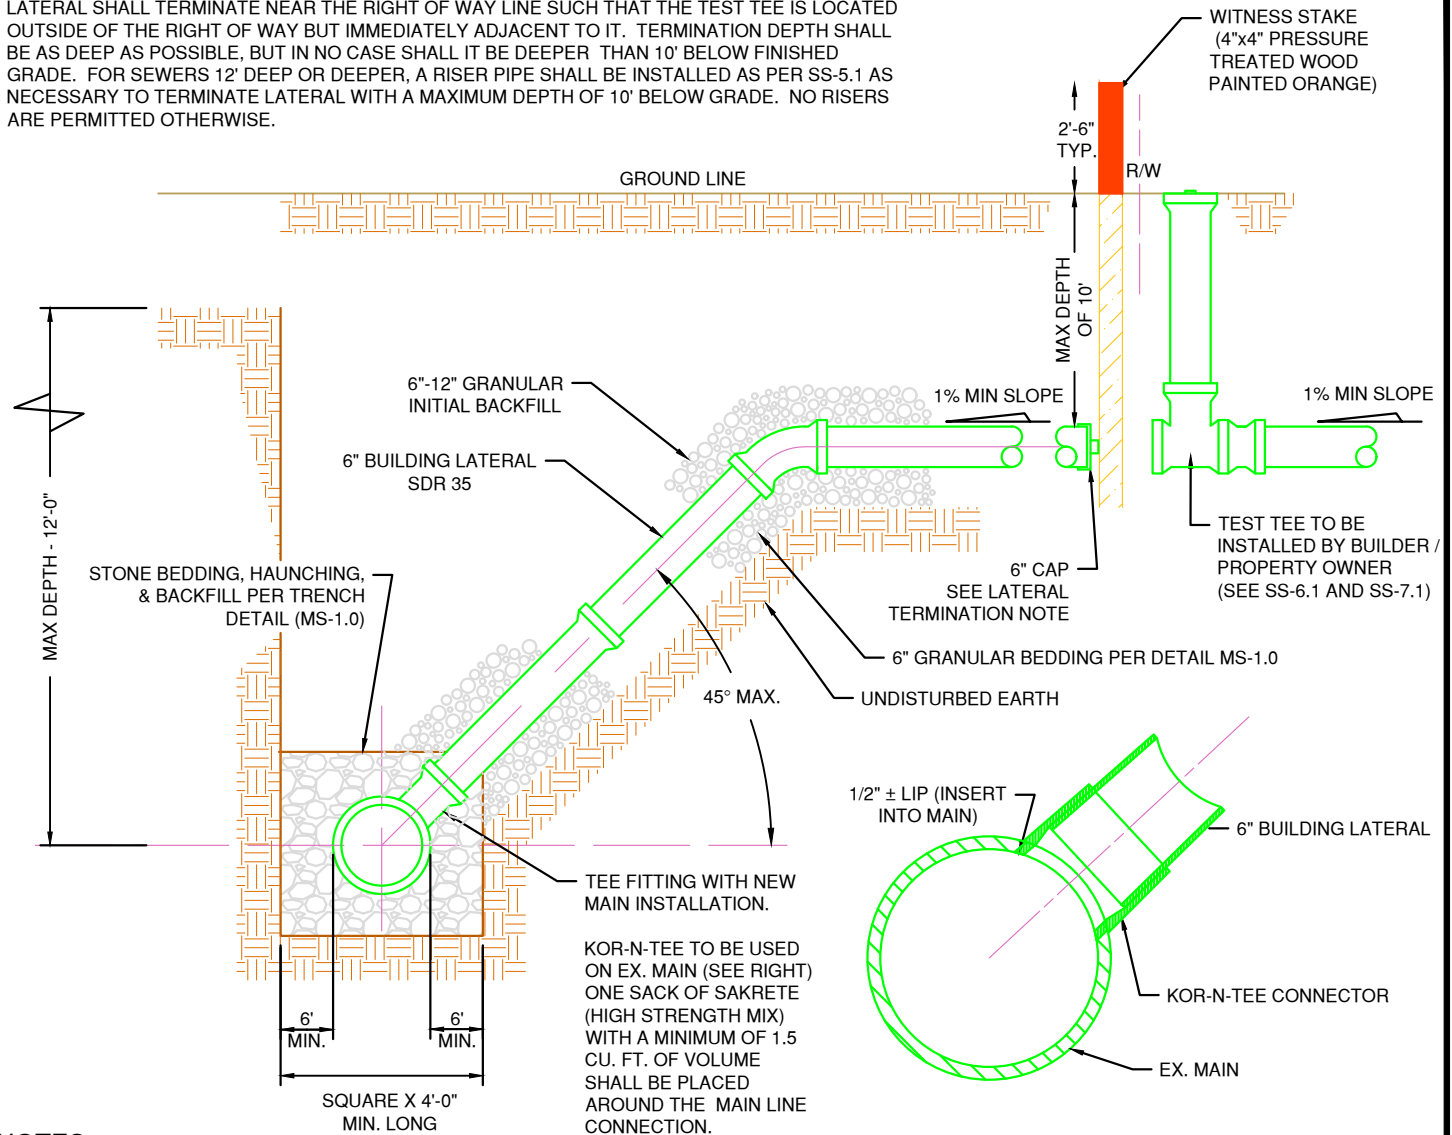 LATERAL SHALL TERMINATE NEAR THE RIGHT OF WAY LINE SUCH THAT THE TEST TEE IS LOCATED
OUTSIDE OF THE RIGHT OF WAY BUT IMMEDIATELY ADJACENT TO IT. TERMINATION DEPTH SHALL
BE AS DEEP AS POSSIBLE, BUT IN NO CASE SHALL IT BE DEEPER THAN 10' BELOW FINISHED
GRADE. FOR SEWERS 12' DEEP OR DEEPER, A RISER PIPE SHALL BE INSTALLED AS PER SS-5.1 AS
NECESSARY TO TERMINATE LATERAL WITH A MAXIMUM DEPTH OF 10' BELOW GRADE. NO RISERS
ARE PERMITTED OTHERWISE.
WITNESS STAKE
(4"x4" PRESSURE
TREATED WOOD
PAINTED ORANGE)
2'-6"
TYP.
R/W
GROUND LINE
MAX DEPTH
OF 10'
6"-12" GRANULAR
INITIAL BACKFILL
1% MIN SLOPE
1% MIN SLOPE
6" BUILDING LATERAL
SDR 35
MAX DEPTH - 12'-0"
STONE BEDDING, HAUNCHING,
& BACKFILL PER TRENCH
DETAIL (MS-1.0)
6" CAP
SEE LATERAL
TERMINATION NOTE
TEST TEE TO BE
INSTALLED BY BUILDER /
PROPERTY OWNER
(SEE SS-6.1 AND SS-7.1)
6" GRANULAR BEDDING PER DETAIL MS-1.0
45° MAX.
UNDISTURBED EARTH
1/2" ± LIP (INSERT
INTO MAIN)
6" BUILDING LATERAL
TEE FITTING WITH NEW
MAIN INSTALLATION.
KOR-N-TEE TO BE USED
ON EX. MAIN (SEE RIGHT)
ONE SACK OF SAKRETE
(HIGH STRENGTH MIX)
WITH A MINIMUM OF 1.5
CU. FT. OF VOLUME
SHALL BE PLACED
AROUND THE MAIN LINE
CONNECTION.
KOR-N-TEE CONNECTOR
EX. MAIN
6'
MIN.
6'
MIN.
SQUARE X 4'-0"
MIN. LONG